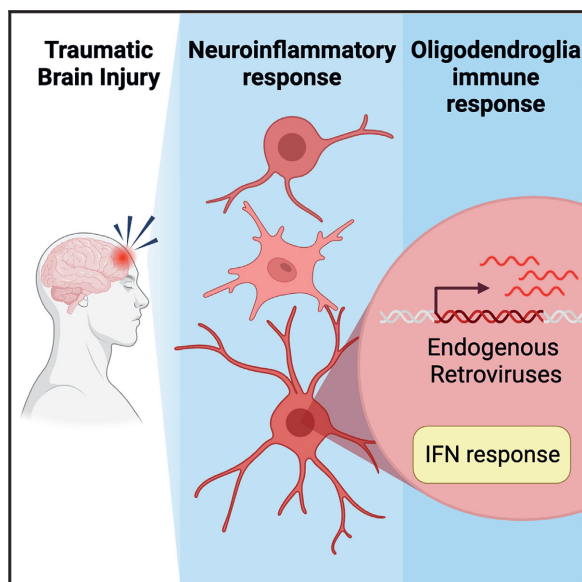 Traumatic
Brain Injury
Neuroinflammatory
response
Oligodendroglia
immune
response
Endogenous
Retroviruses
IFN response